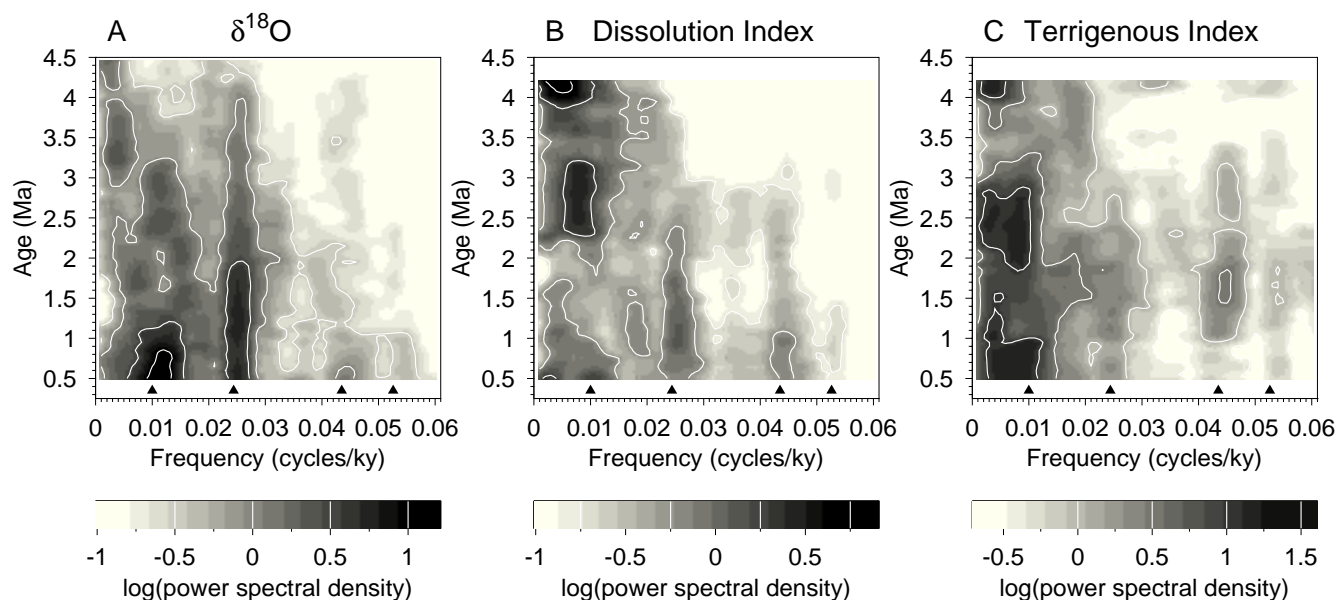 A δ18O
4.5
4
3.5
3
2.5
2
1.5
1
0.5
Age (Ma)
0 0.01 0.02 0.03 0.04 0.05 0.06
Frequency (cycles/ky)
-1 -0.5 0 0.5 1
log(power spectral density)
B Dissolution Index
4.5
4
3.5
3
2.5
2
1.5
1
0.5
Age (Ma)
0 0.01 0.02 0.03 0.04 0.05 0.06
Frequency (cycles/ky)
-1 -0.5 0 0.5
log(power spectral density)
C Terrigenous Index
4.5
4
3.5
3
2.5
2
1.5
1
0.5
Age (Ma)
0 0.01 0.02 0.03 0.04 0.05 0.06
Frequency (cycles/ky)
-0.5 0 0.5 1 1.5
log(power spectral density)